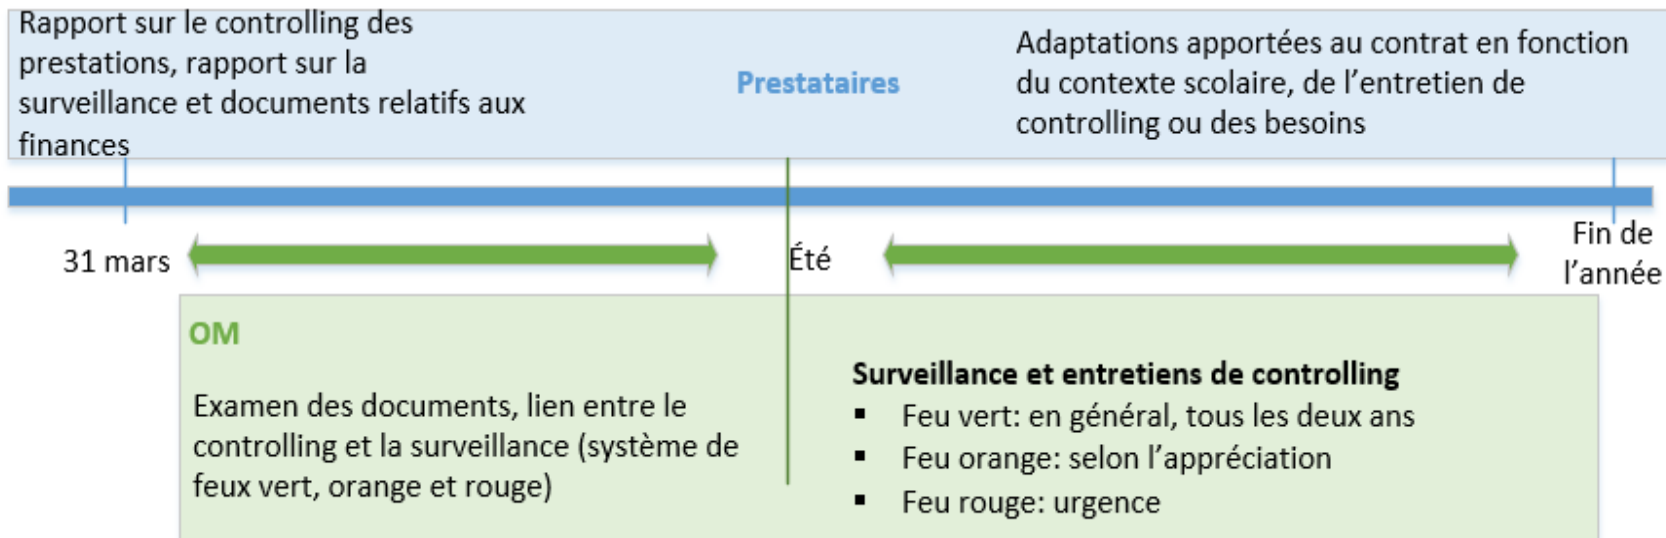 Rapport sur le controlling des
prestations, rapport sur la
surveillance et documents relatifs aux
finances
Prestataires
Adaptations apportées au contrat en fonction
du contexte scolaire, de l’entretien de
controlling ou des besoins
31 mars
Été
Fin de
l’année
OM
Examen des documents, lien entre le
controlling et la surveillance (système de
feux vert, orange et rouge)
Surveillance et entretiens de controlling
▪ Feu vert: en général, tous les deux ans
▪ Feu orange: selon l’appréciation
▪ Feu rouge: urgence